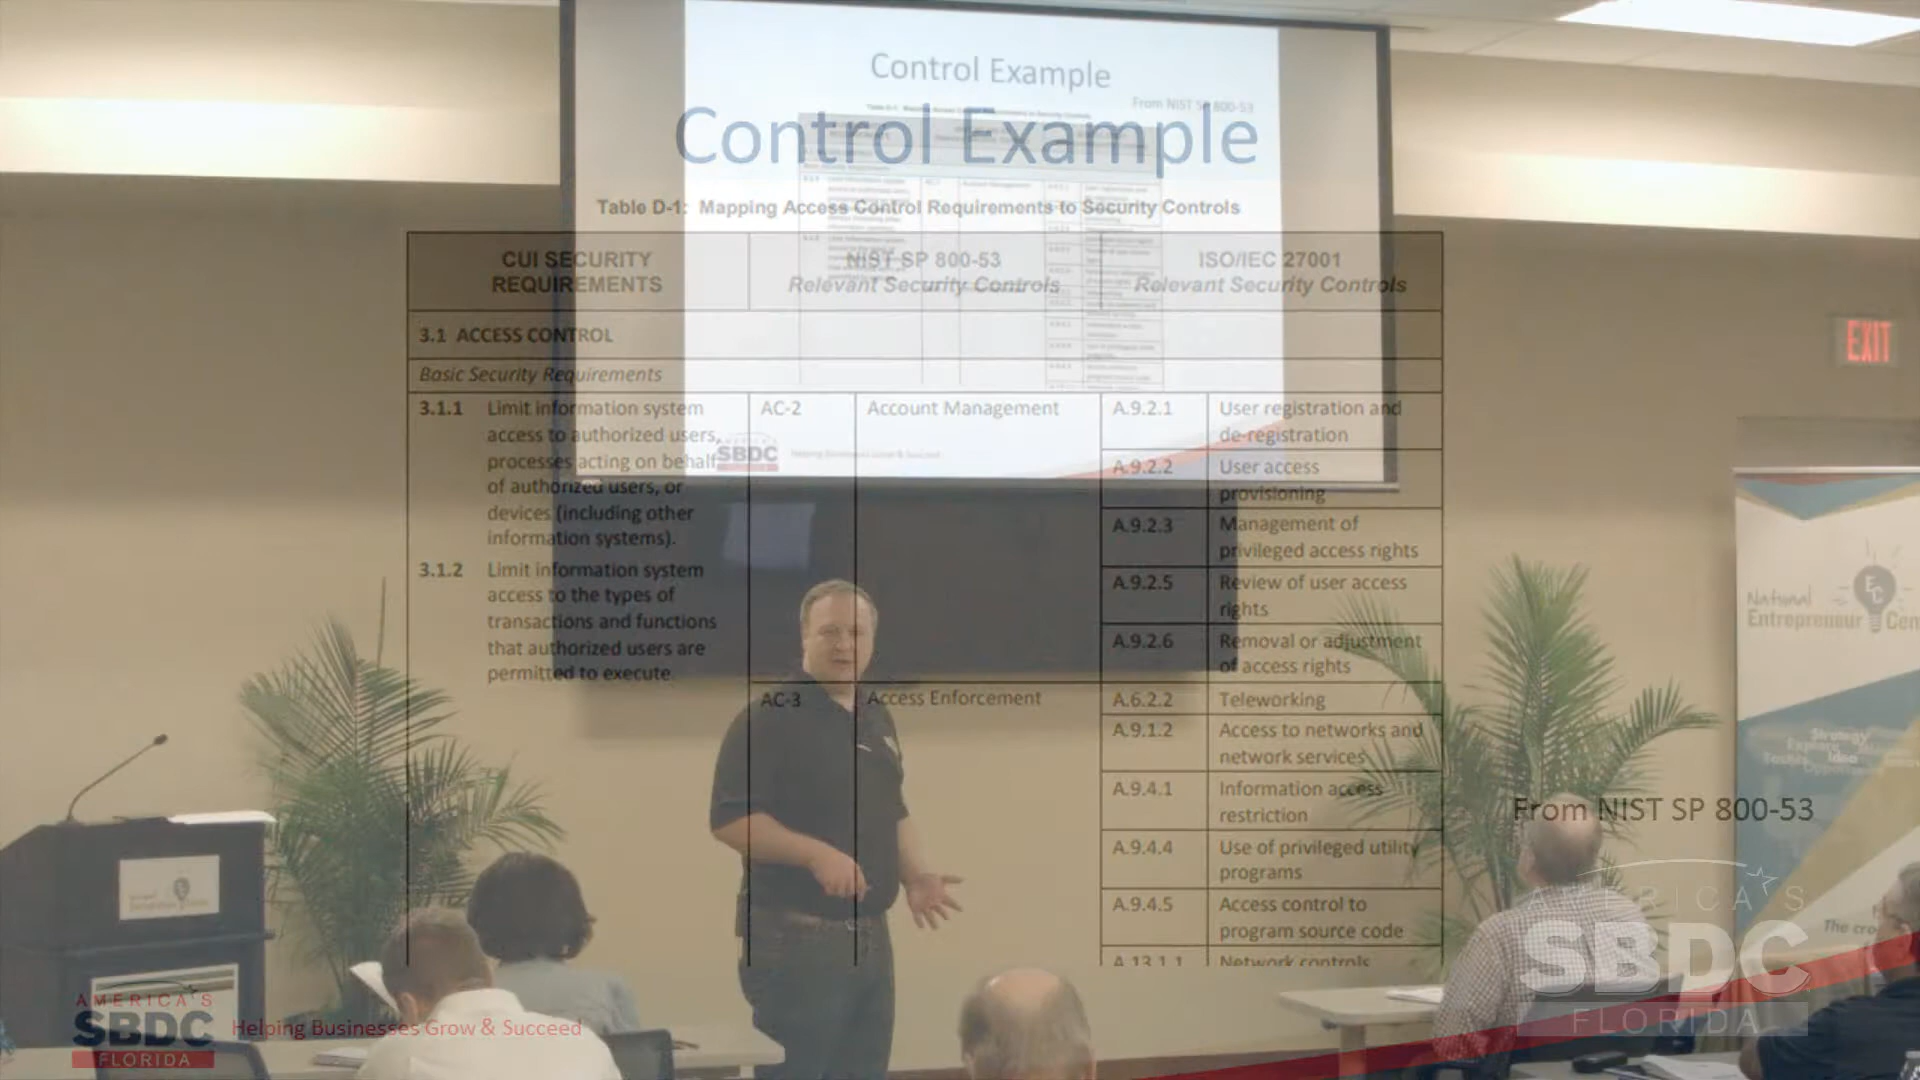 Control Example
From NIST SP 800-53
Control Example
Table D-1: Mapping Access Control Requirements to Security Controls
CUI SECURITY
REQUIREMENTS
NIST SP 800-53
Relevant Security Controls
ISO/IEC 27001
Relevant Security Controls
3.1 ACCESS CONTROL
Basic Security Requirements
3.1.1 Limit information system
access to authorized users,
processes acting on behalf
of authorized users, or
devices (including other
information systems).
3.1.2 Limit information system
access to the types of
transactions and functions
that authorized users are
permitted to execute.
AC-2 Account Management
A.9.2.1 User registration and
de-registration
A.9.2.2 User access
provisioning
A.9.2.3 Management of
privileged access rights
A.9.2.5 Review of user access
rights
A.9.2.6 Removal or adjustment
of access rights
AC-3 Access Enforcement
A.6.2.2 Teleworking
A.9.1.2 Access to networks and
network services
A.9.4.1 Information access
restriction
A.9.4.4 Use of privileged utility
programs
A.9.4.5 Access control to
program source code
A.13.1.1 Network controls
SBDC
EXIT
National
Entrepreneur
Strategy
Idea
The
From NIST SP 800-53
AMERICA'S
SBDC
FLORIDA
AMERICA'S
SBDC
FLORIDA
Helping Businesses Grow & Succeed